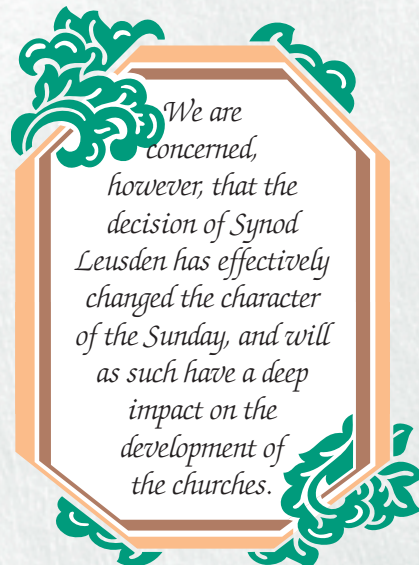 We are
concerned,
however, that the
decision of Synod
Leusden has effectively
changed the character
of the Sunday, and will
as such have a deep
impact on the
development of
the churches.